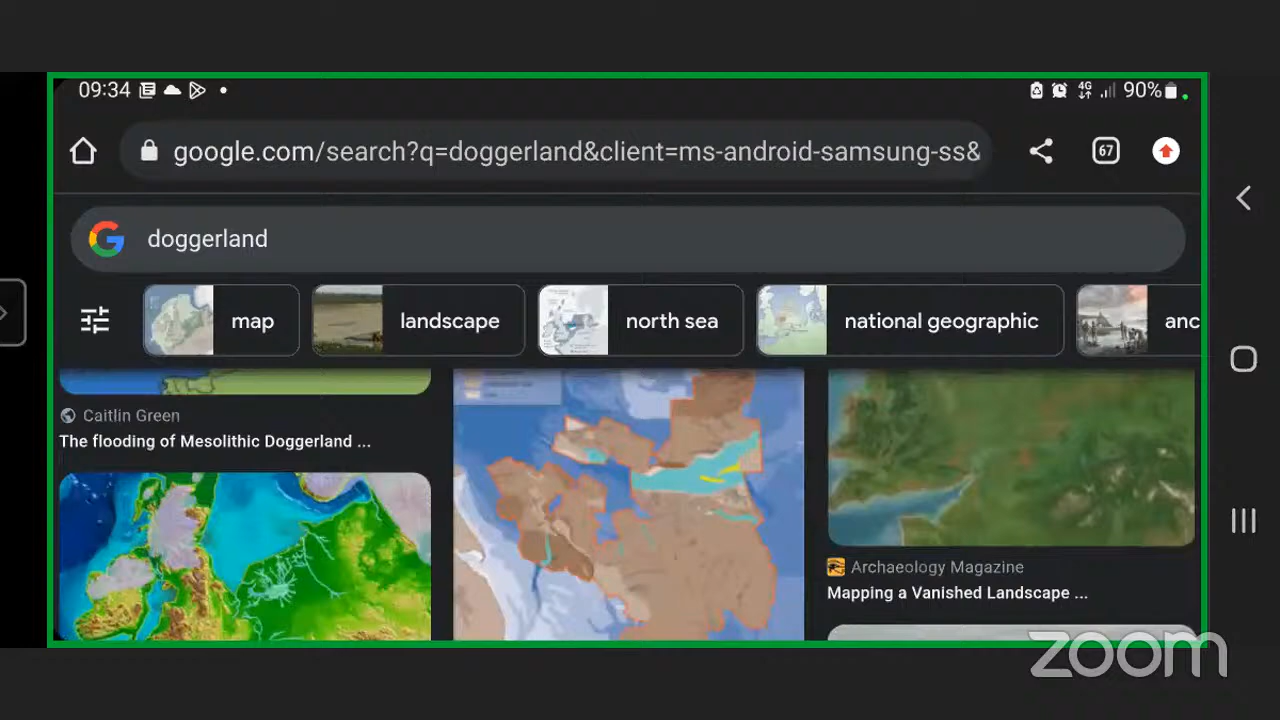 09:34
4G
90%
google.com/search?q=doggerland&client=ms-android-samsung-ss&
67
doggerland
map
landscape
north sea
national geographic
anc
Caitlin Green
The flooding of Mesolithic Doggerland ...
Archaeology Magazine
Mapping a Vanished Landscape ...
zoom